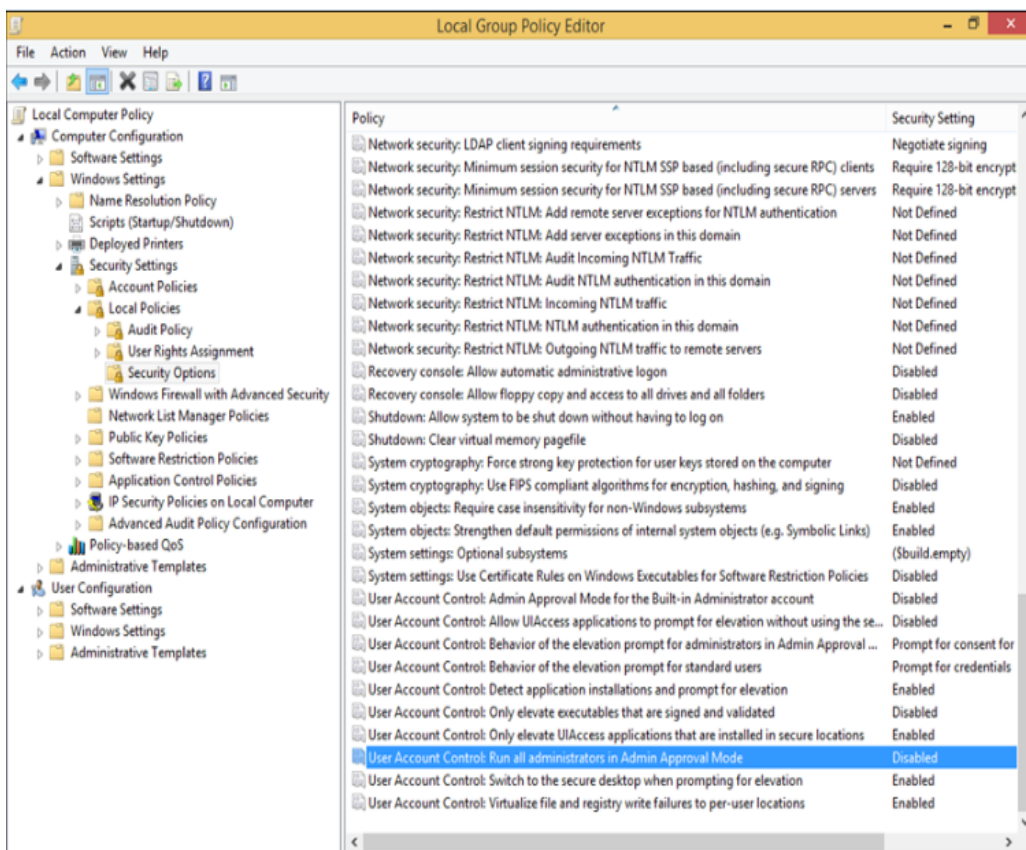 Local Group Policy Editor
File Action View Help
Local Computer Policy
Computer Configuration
Software Settings
Windows Settings
Name Resolution Policy
Scripts (Startup/Shutdown)
Deployed Printers
Security Settings
Account Policies
Local Policies
Audit Policy
User Rights Assignment
Security Options
Windows Firewall with Advanced Security
Network List Manager Policies
Public Key Policies
Software Restriction Policies
Application Control Policies
IP Security Policies on Local Computer
Advanced Audit Policy Configuration
Policy-based QoS
Administrative Templates
User Configuration
Software Settings
Windows Settings
Administrative Templates
Policy Security Setting
Network security: LDAP client signing requirements Negotiate signing
Network security: Minimum session security for NTLM SSP based (including secure RPC) clients Require 128-bit encrypt
Network security: Minimum session security for NTLM SSP based (including secure RPC) servers Require 128-bit encrypt
Network security: Restrict NTLM: Add remote server exceptions for NTLM authentication Not Defined
Network security: Restrict NTLM: Add server exceptions in this domain Not Defined
Network security: Restrict NTLM: Audit Incoming NTLM Traffic Not Defined
Network security: Restrict NTLM: Audit NTLM authentication in this domain Not Defined
Network security: Restrict NTLM: Incoming NTLM traffic Not Defined
Network security: Restrict NTLM: NTLM authentication in this domain Not Defined
Network security: Restrict NTLM: Outgoing NTLM traffic to remote servers Not Defined
Recovery console: Allow automatic administrative logon Disabled
Recovery console: Allow floppy copy and access to all drives and all folders Disabled
Shutdown: Allow system to be shut down without having to log on Enabled
Shutdown: Clear virtual memory pagefile Disabled
System cryptography: Force strong key protection for user keys stored on the computer Not Defined
System cryptography: Use FIPS compliant algorithms for encryption, hashing, and signing Disabled
System objects: Require case insensitivity for non-Windows subsystems Enabled
System objects: Strengthen default permissions of internal system objects (e.g. Symbolic Links) Enabled
System settings: Optional subsystems ($build.empty)
System settings: Use Certificate Rules on Windows Executables for Software Restriction Policies Disabled
User Account Control: Admin Approval Mode for the Built-in Administrator account Disabled
User Account Control: Allow UIAccess applications to prompt for elevation without using the se... Disabled
User Account Control: Behavior of the elevation prompt for administrators in Admin Approval ... Prompt for consent for
User Account Control: Behavior of the elevation prompt for standard users Prompt for credentials
User Account Control: Detect application installations and prompt for elevation Enabled
User Account Control: Only elevate executables that are signed and validated Disabled
User Account Control: Only elevate UIAccess applications that are installed in secure locations Enabled
User Account Control: Run all administrators in Admin Approval Mode Disabled
User Account Control: Switch to the secure desktop when prompting for elevation Enabled
User Account Control: Virtualize file and registry write failures to per-user locations Enabled